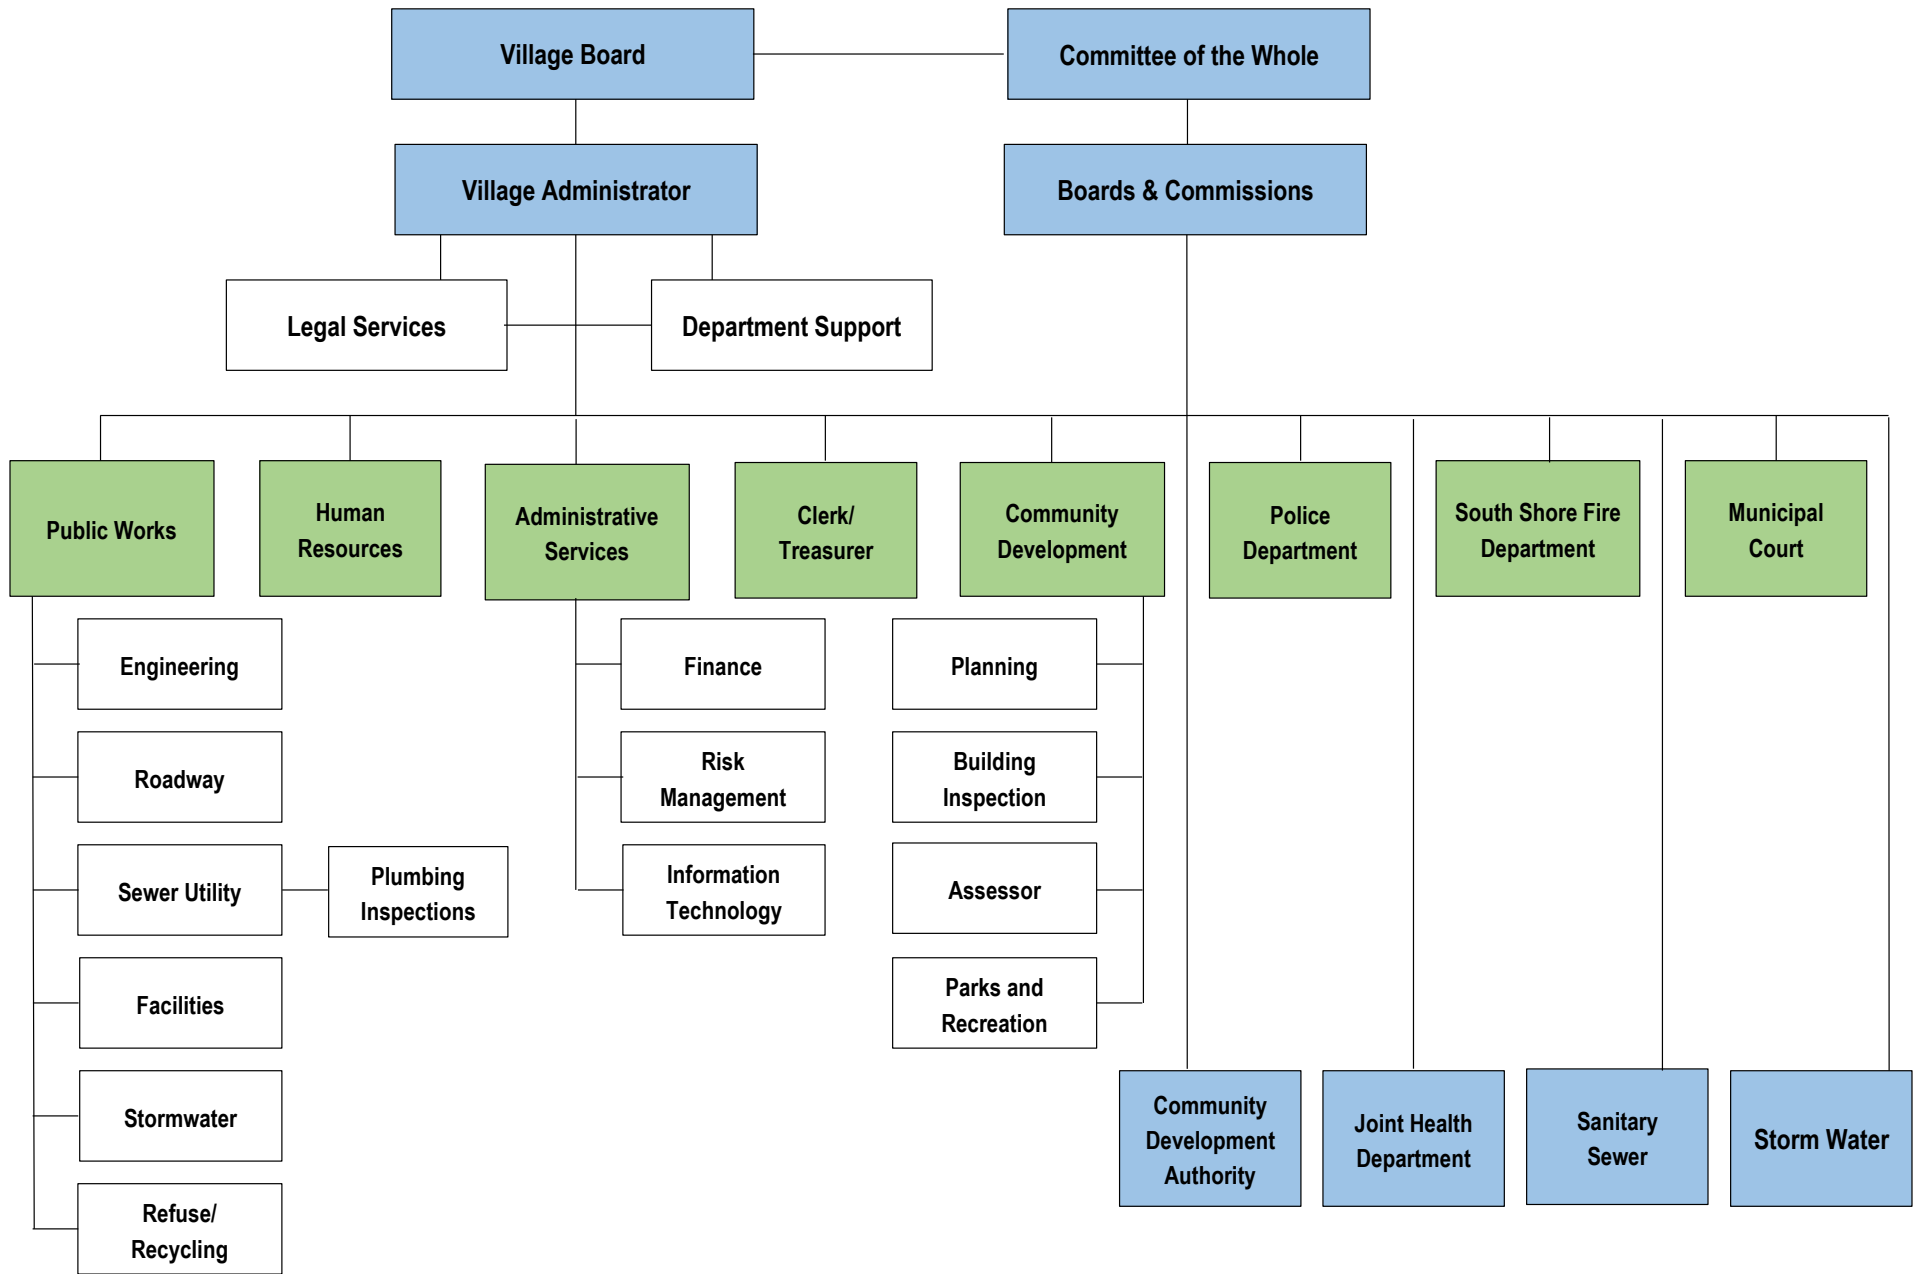 Village Board
Committee of the Whole
Village Administrator
Boards & Commissions
Legal Services
Department Support
Public Works
Human
Resources
Administrative
Services
Clerk/
Treasurer
Community
Development
Police
Department
South Shore Fire
Department
Municipal
Court
Engineering
Roadway
Sewer Utility
Plumbing
Inspections
Facilities
Stormwater
Refuse/
Recycling
Finance
Risk
Management
Information
Technology
Planning
Building
Inspection
Assessor
Parks and
Recreation
Community
Development
Authority
Joint Health
Department
Sanitary
Sewer
Storm Water